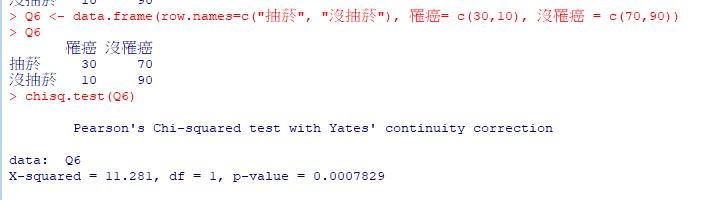 > Q6 <- data.frame(row.names=c("抽菸", "沒抽菸"), 罹癌= c(30,10), 沒罹癌 = c(70,90))
> Q6
罹癌 沒罹癌
抽菸 30 70
沒抽菸 10 90
> chisq.test(Q6)
Pearson's Chi-squared test with Yates' continuity correction
data: Q6
X-squared = 11.281, df = 1, p-value = 0.0007829